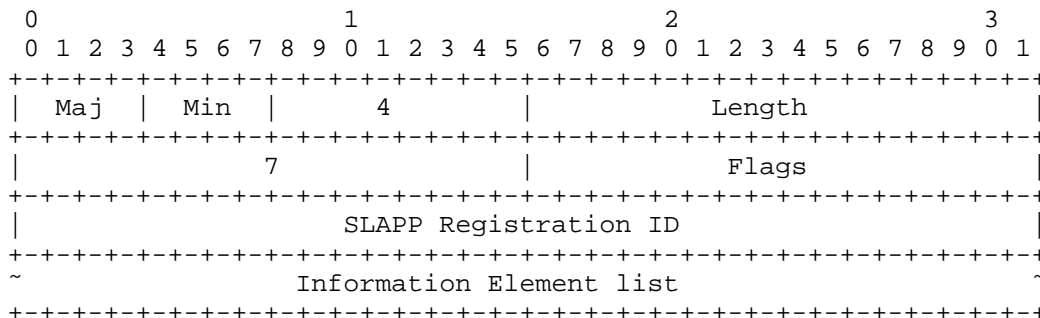 0                   1                   2                   3
 0 1 2 3 4 5 6 7 8 9 0 1 2 3 4 5 6 7 8 9 0 1 2 3 4 5 6 7 8 9 0 1
+-+-+-+-+-+-+-+-+-+-+-+-+-+-+-+-+-+-+-+-+-+-+-+-+-+-+-+-+-+-+-+-+
|  Maj  |  Min  |      4        |           Length              |
+-+-+-+-+-+-+-+-+-+-+-+-+-+-+-+-+-+-+-+-+-+-+-+-+-+-+-+-+-+-+-+-+
|               7               |            Flags              |
+-+-+-+-+-+-+-+-+-+-+-+-+-+-+-+-+-+-+-+-+-+-+-+-+-+-+-+-+-+-+-+-+
|                    SLAPP Registration ID                      |
+-+-+-+-+-+-+-+-+-+-+-+-+-+-+-+-+-+-+-+-+-+-+-+-+-+-+-+-+-+-+-+-+
~                 Information Element list                      ~
+-+-+-+-+-+-+-+-+-+-+-+-+-+-+-+-+-+-+-+-+-+-+-+-+-+-+-+-+-+-+-+-+